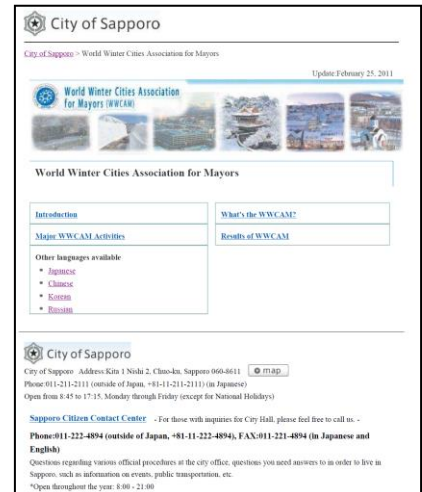 City of Sapporo
City of Sapporo > World Winter Cities Association for Mayors
Update:February 25, 2011
World Winter Cities Association
for Mayors (WWCAM)
World Winter Cities Association for Mayors
Introduction
What's the WWCAM?
Major WWCAM Activities
Results of WWCAM
Other languages available
Japanese
Chinese
Korean
Russian
City of Sapporo
City of Sapporo Address:Kita 1 Nishi 2, Chuo-ku, Sapporo 060-8611 map
Phone:011-211-2111 (outside of Japan, +81-11-211-2111) (in Japanese)
Open from 8:45 to 17:15, Monday through Friday (except for National Holidays)
Sapporo Citizen Contact Center - For those with inquiries for City Hall, please feel free to call us. -
Phone:011-222-4894 (outside of Japan, +81-11-222-4894), FAX:011-221-4894 (in Japanese and
English)
Questions regarding various official procedures at the city office, questions you need answers to in order to live in
Sapporo, such as information on events, public transportation, etc.
*Open throughout the year: 8:00 - 21:00